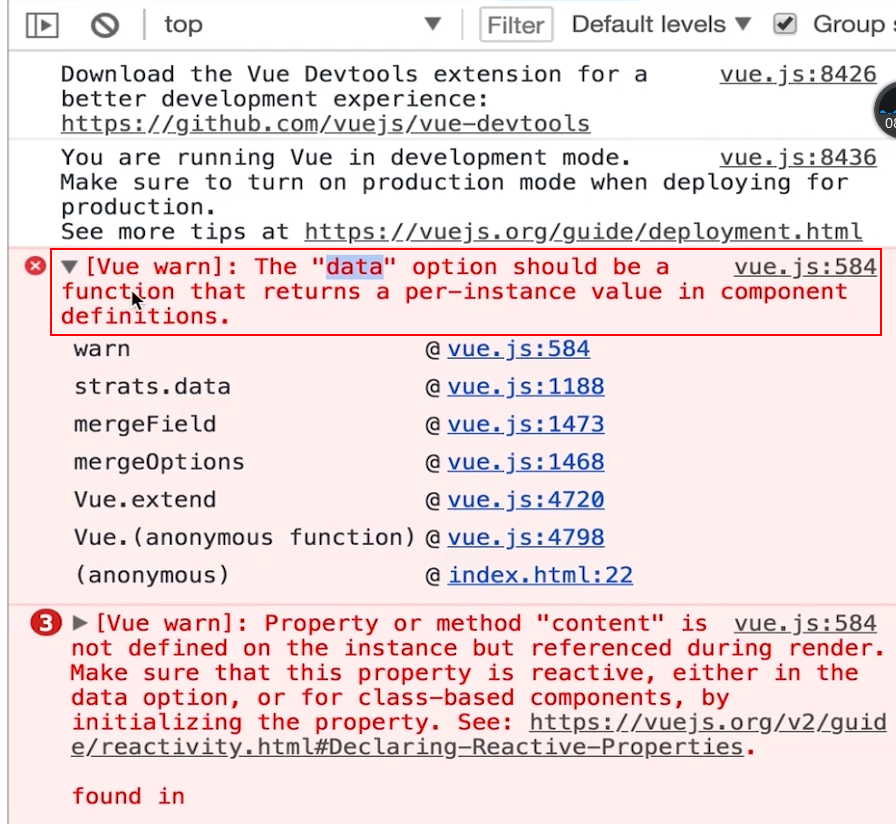 top Filter Default levels Group
Download the Vue Devtools extension for a vue.js:8426
better development experience:
https://github.com/vuejs/vue-devtools
You are running Vue in development mode. vue.js:8436
Make sure to turn on production mode when deploying for
production.
See more tips at https://vuejs.org/guide/deployment.html
[Vue warn]: The "data" option should be a vue.js:584
function that returns a per-instance value in component
definitions.
warn @ vue.js:584
strats.data @ vue.js:1188
mergeField @ vue.js:1473
mergeOptions @ vue.js:1468
Vue.extend @ vue.js:4720
Vue.(anonymous function) @ vue.js:4798
(anonymous) @ index.html:22
3 [Vue warn]: Property or method "content" is vue.js:584
not defined on the instance but referenced during render.
Make sure that this property is reactive, either in the
data option, or for class-based components, by
initializing the property. See: https://vuejs.org/v2/guid
e/reactivity.html#Declaring-Reactive-Properties.
found in